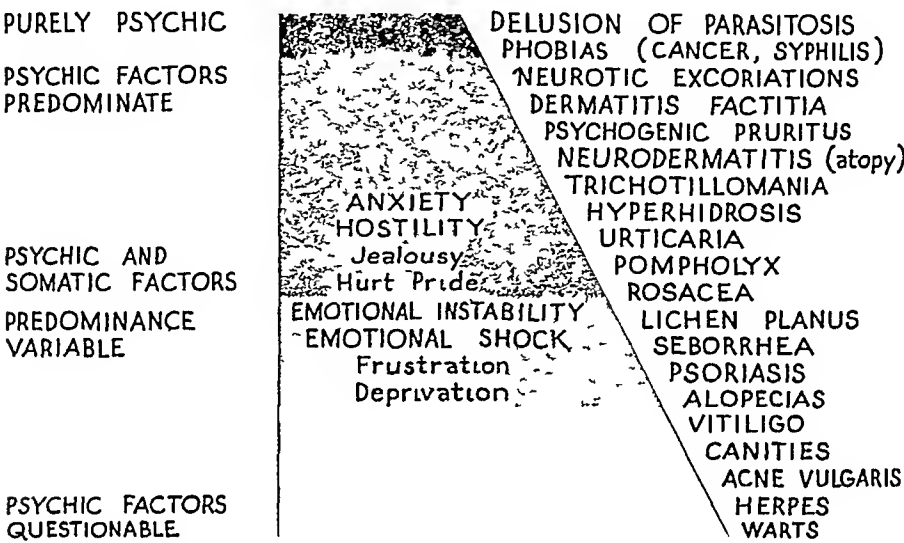 PURELY PSYCHIC
PSYCHIC FACTORS
PREDOMINATE
PSYCHIC AND
SOMATIC FACTORS
PREDOMINANCE
VARIABLE
PSYCHIC FACTORS
QUESTIONABLE
ANXIETY
HOSTILITY
Jealousy
Hurt Pride
EMOTIONAL INSTABILITY
EMOTIONAL SHOCK
Frustration
Deprivation
DELUSION OF PARASITOSIS
PHOBIAS (CANCER, SYPHILIS)
NEUROTIC EXCORIATIONS
DERMATITIS FACTITIA
PSYCHOGENIC PRURITUS
NEURODERMATITIS (atopy)
TRICHOTILLOMANIA
HYPERHIDROSIS
URTICARIA
POMPHOLYX
ROSACEA
LICHEN PLANUS
SEBORRHEA
PSORIASIS
ALOPECIAS
VITILIGO
CANITIES
ACNE VULGARIS
HERPES
WARTS